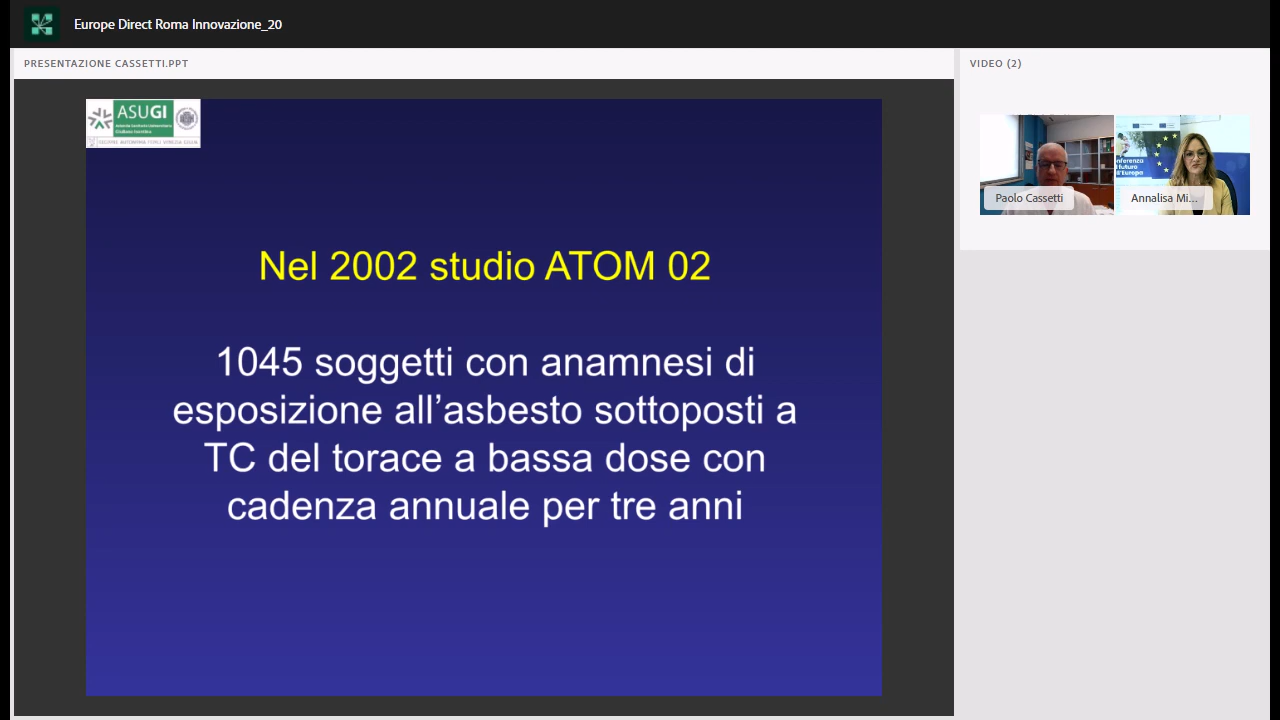 Europe Direct Roma Innovazione_20
PRESENTAZIONE CASSETTI.PPT
VIDEO (2)
ASUGI
Nel 2002 studio ATOM 02
1045 soggetti con anamnesi di
esposizione all’asbesto sottoposti a
TC del torace a bassa dose con
cadenza annuale per tre anni
Paolo Cassetti
Annalisa Mi...